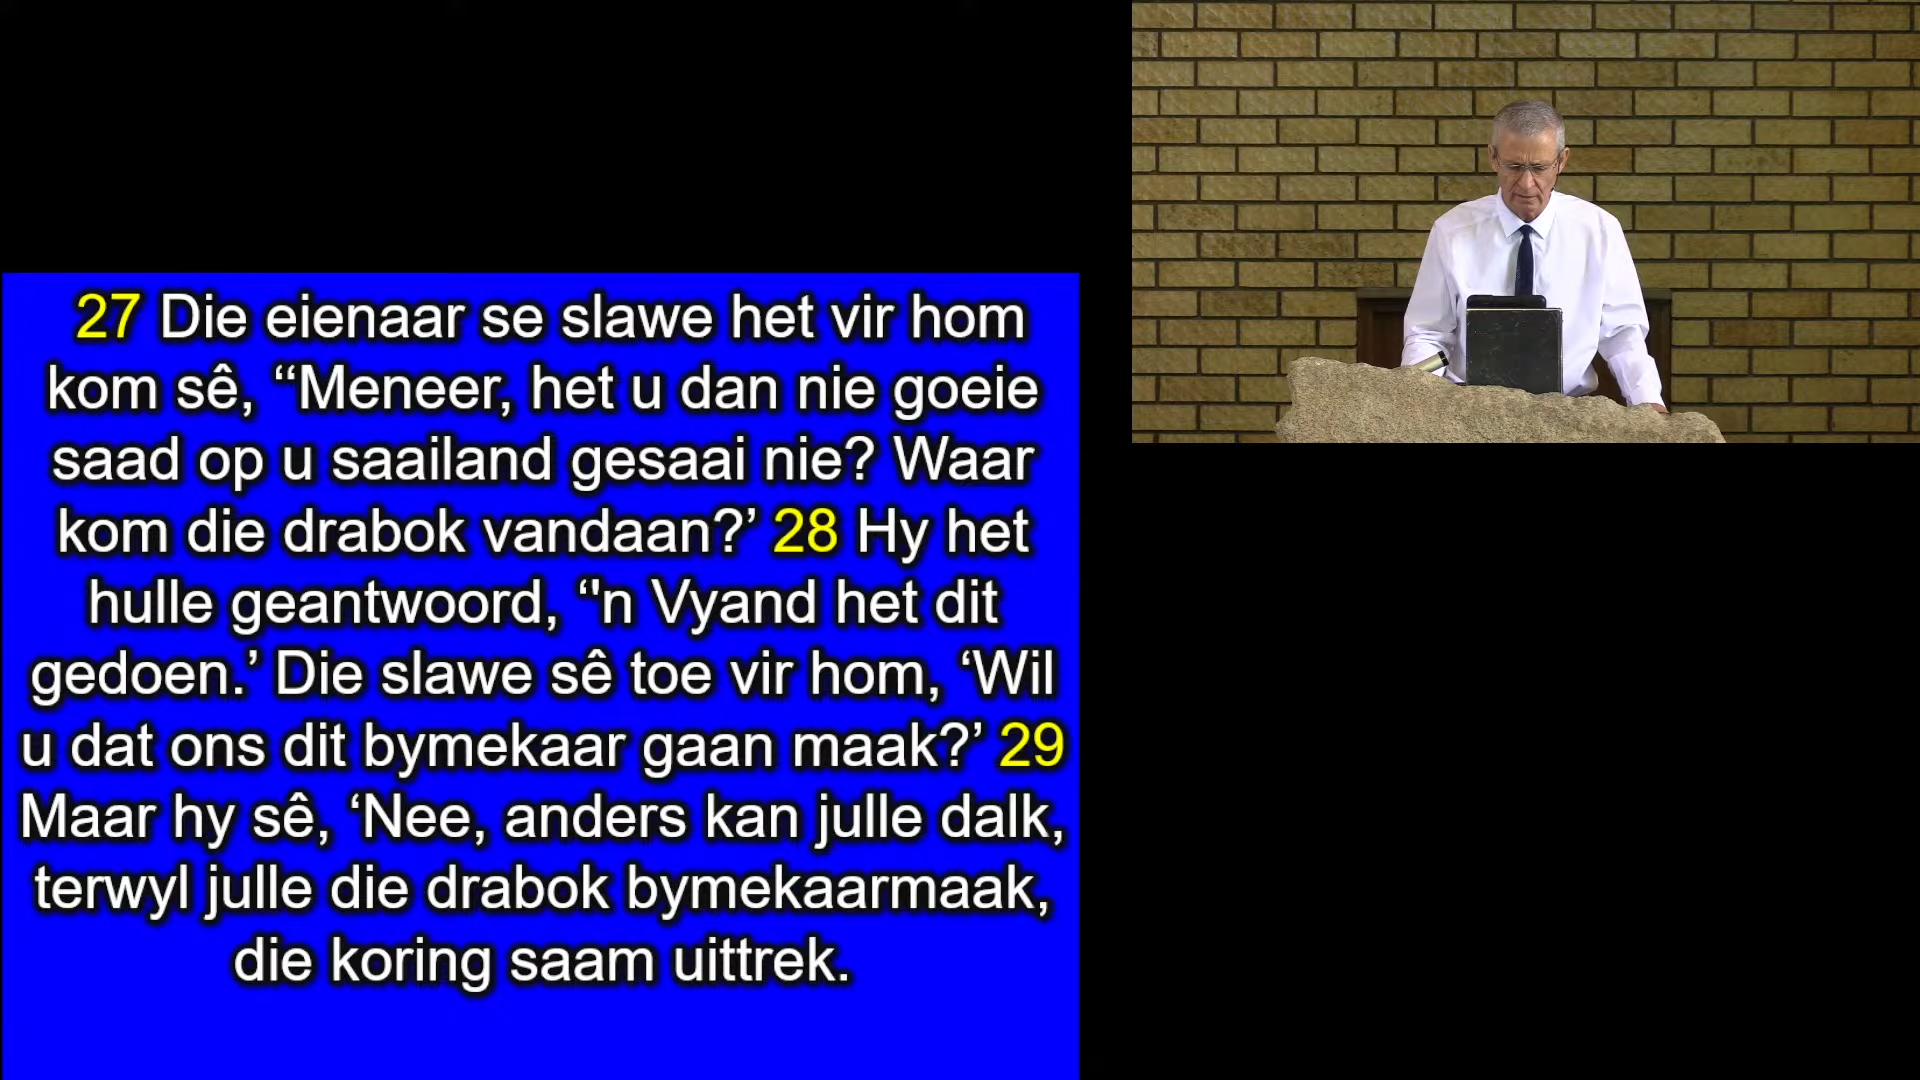 27 Die eienaar se slawe het vir hom
kom sê, “Meneer, het u dan nie goeie
saad op u saailand gesaai nie? Waar
kom die drabok vandaan?’ 28 Hy het
hulle geantwoord, ‘'n Vyand het dit
gedoen.’ Die slawe sê toe vir hom, ‘Wil
u dat ons dit bymekaar gaan maak?’ 29
Maar hy sê, ‘Nee, anders kan julle dalk,
terwyl julle die drabok bymekaarmaak,
die koring saam uittrek.